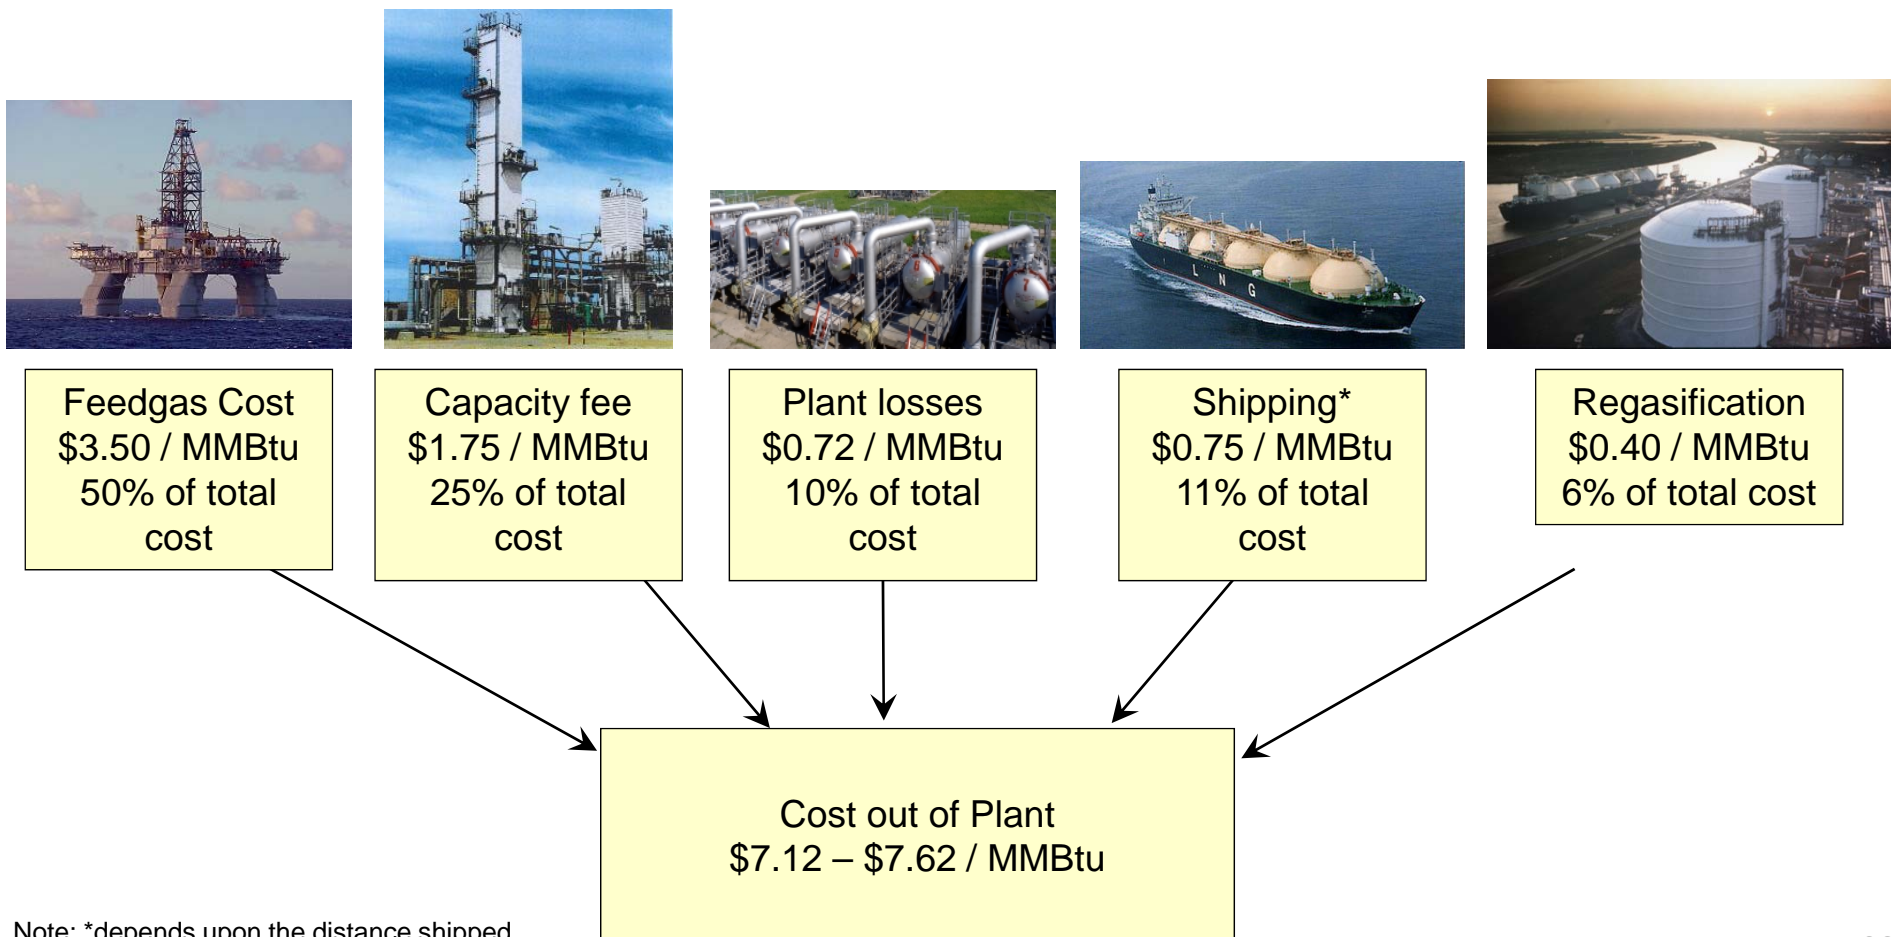 L N G
Feedgas Cost
$3.50 / MMBtu
50% of total
cost
Capacity fee
$1.75 / MMBtu
25% of total
cost
Plant losses
$0.72 / MMBtu
10% of total
cost
Shipping*
$0.75 / MMBtu
11% of total
cost
Regasification
$0.40 / MMBtu
6% of total cost
Cost out of Plant
$7.12 – $7.62 / MMBtu
Note: *depends upon the distance shipped